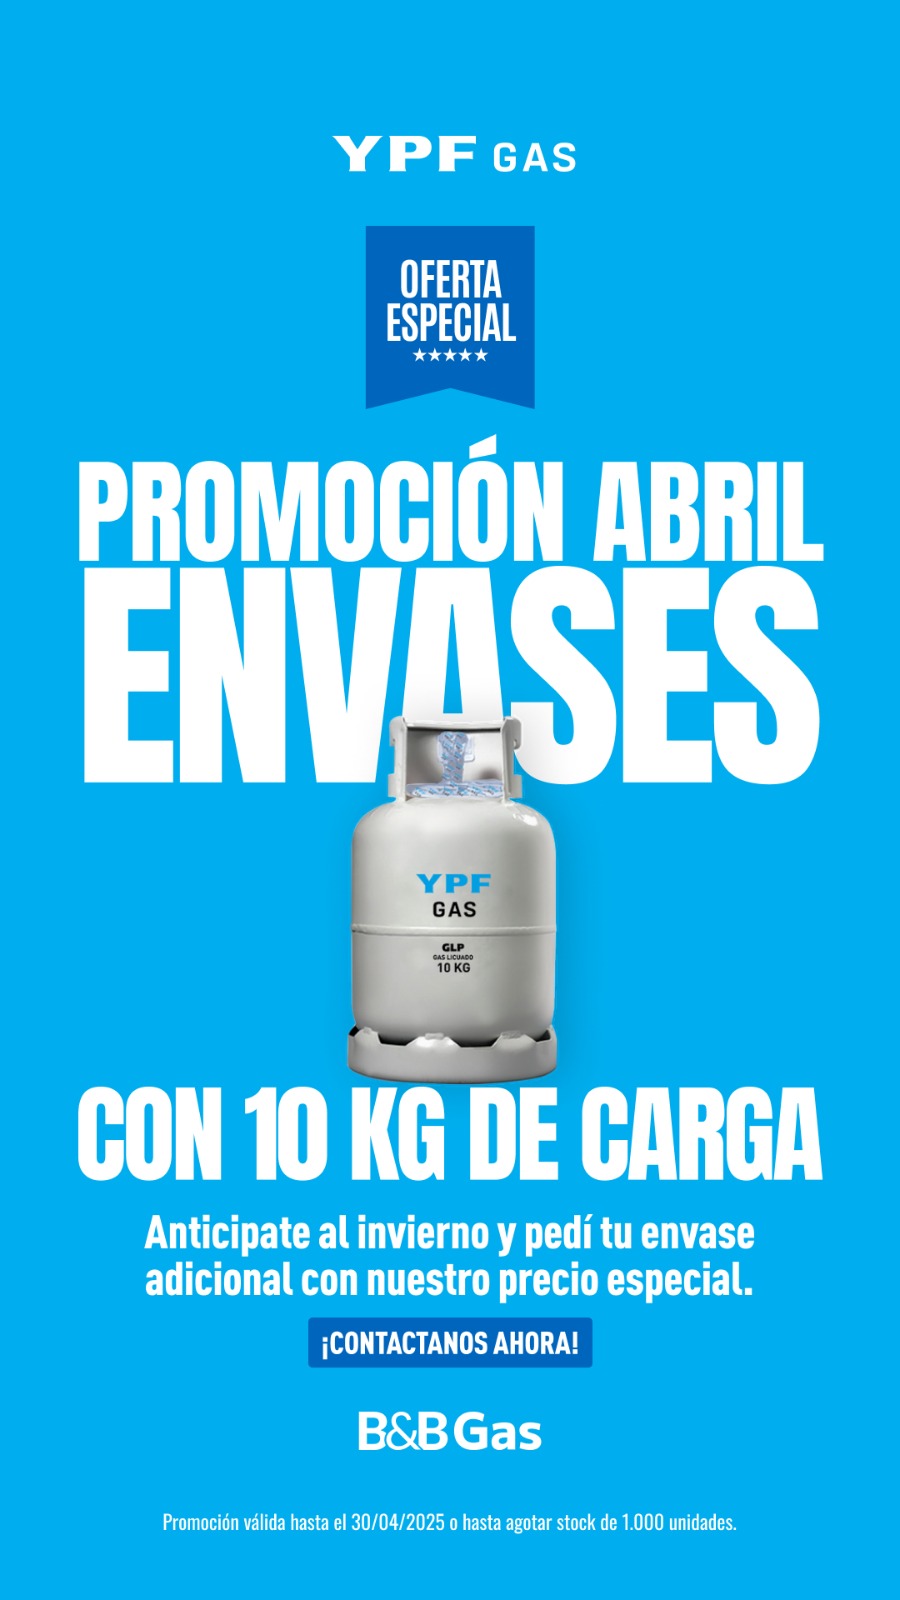 YPF GAS
OFERTA
ESPECIAL
PROMOCIÓN ABRIL
ENVASES
YPF
GAS
GLP
GAS LICUADO
10 KG
CON 10 KG DE CARGA
Anticipate al invierno y pedí tu envase
adicional con nuestro precio especial.
¡CONTACTANOS AHORA!
B&B Gas
Promoción válida hasta el 30/04/2025 o hasta agotar stock de 1.000 unidades.